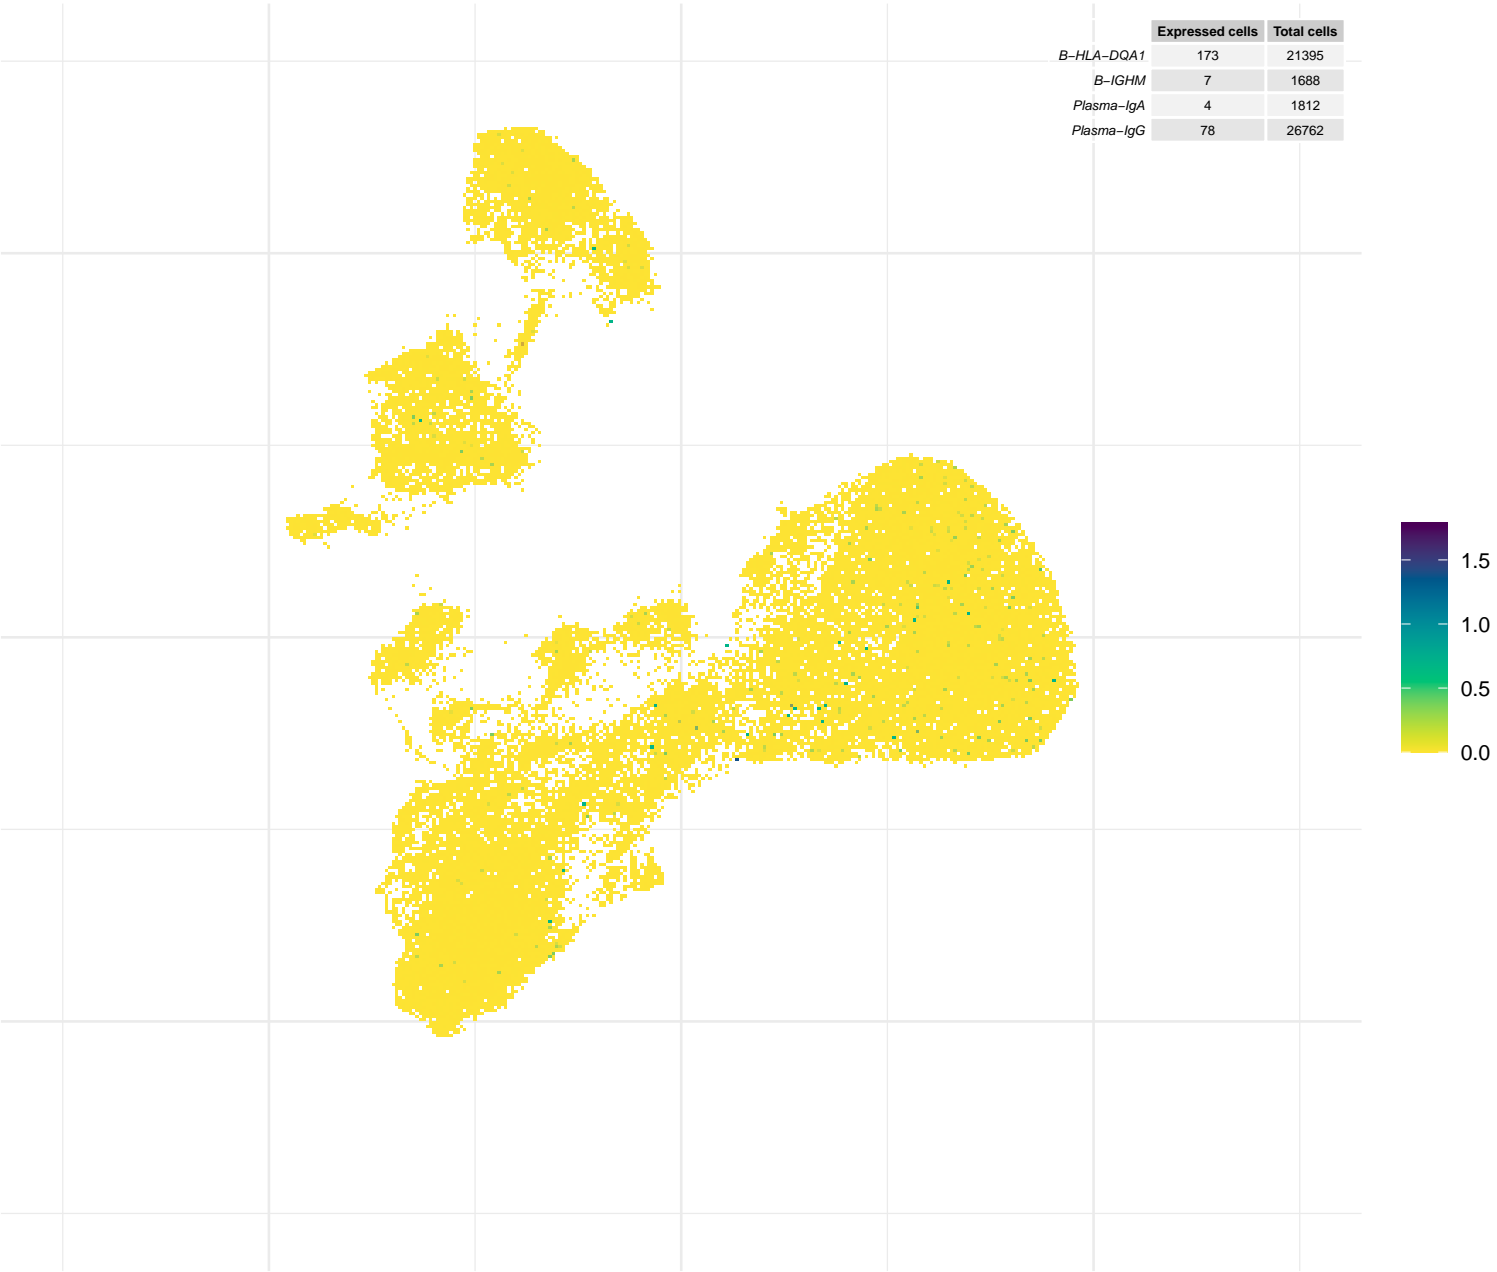 Expressed cells Total cells
B−HLA−DQA1 173 21395
B−IGHM 7 1688
Plasma−IgA 4 1812
Plasma−IgG 78 26762
1.5
1.0
0.5
0.0